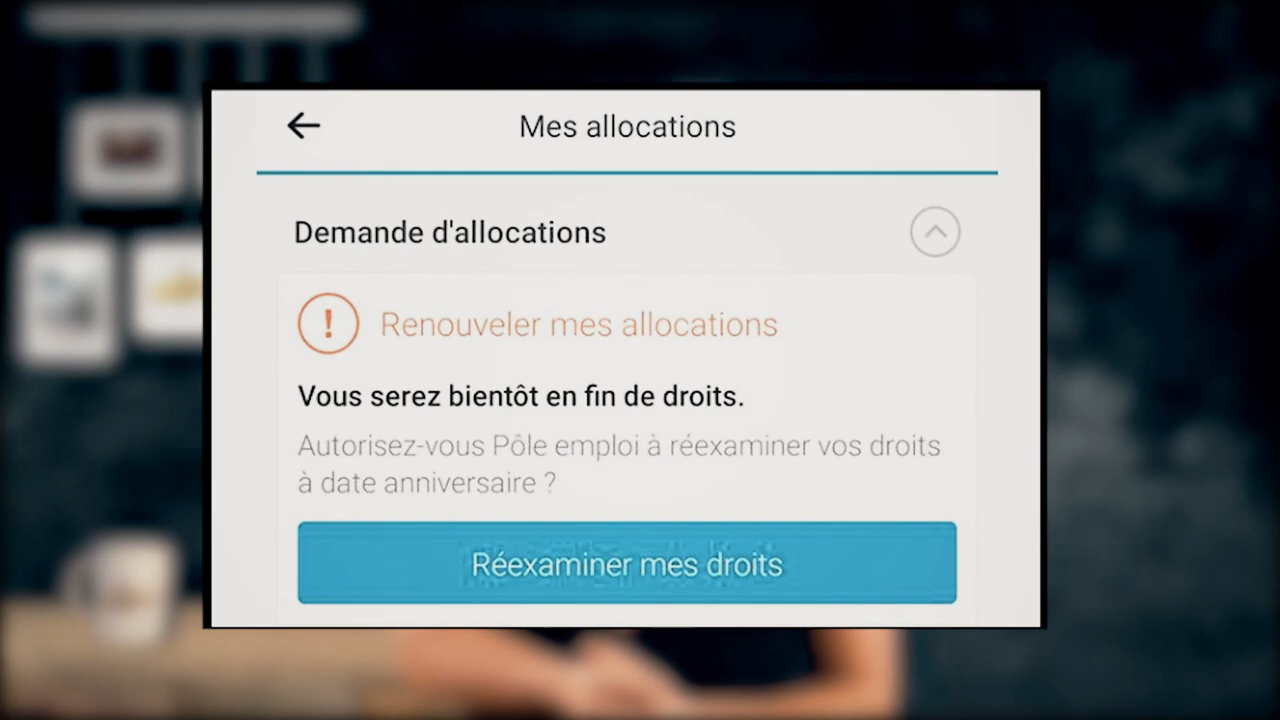 Mes allocations
Demande d'allocations
! Renouveler mes allocations
Vous serez bientôt en fin de droits.
Autorisez-vous Pôle emploi à réexaminer vos droits
à date anniversaire ?
Réexaminer mes droits